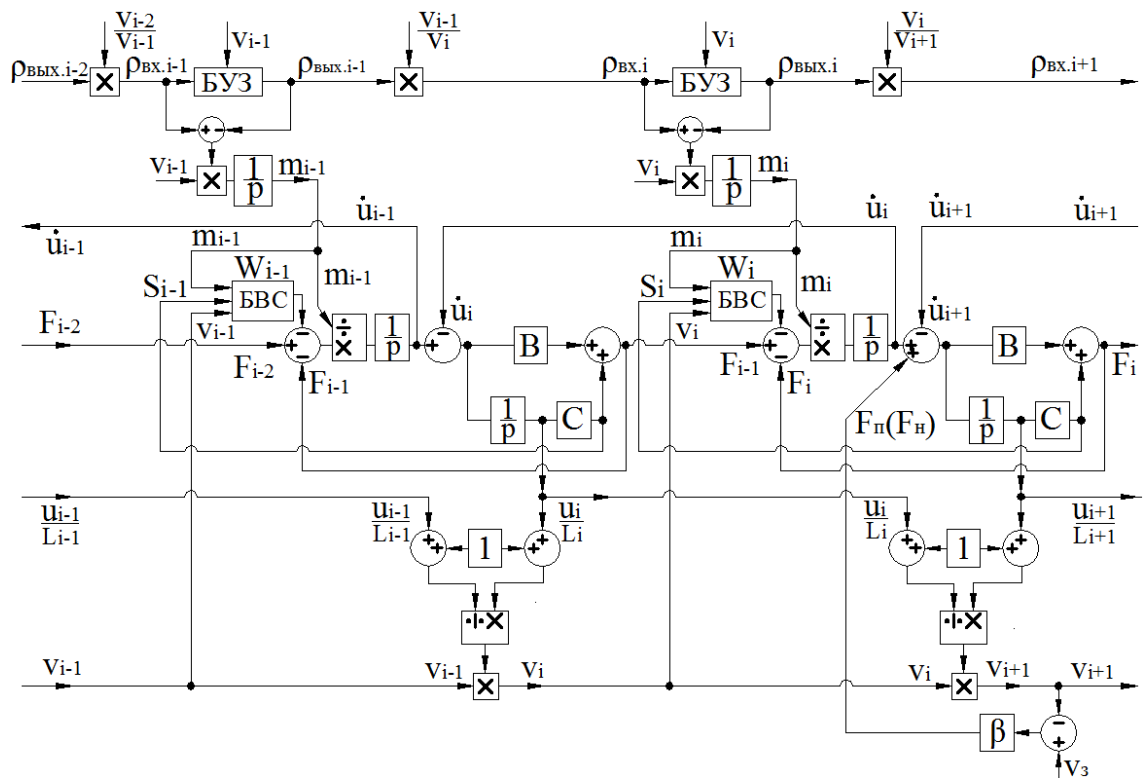 vi-2/vi-1 vi-1 vi-1/vi vi vi/vi+1
ρвых.i-2 × ρвх.i-1 БУЗ ρвых.i-1 × ρвх.i БУЗ ρвых.i × ρвх.i+1
+ - + -
vi-1 × 1/p mi-1 vi × 1/p mi
u̇i-1 u̇i u̇i+1 u̇i+1
u̇i-1
mi-1 mi
Si-1 Wi-1 БВС mi-1 Si Wi БВС mi
u̇i u̇i+1
Fi-2 vi-1 - - - ÷ × 1/p - B + + vi - - - ÷ × 1/p - + + B + + Fi
Fi-2 Fi-1
Fi-1 Fi
1/p C Fп(Fн) 1/p C
ui-1/Li-1 ui-1/Li-1 ui/Li ui/Li ui+1/Li+1
+ + 1 + + + + 1 + +
÷ × ÷ ×
vi-1 vi-1 × vi vi × vi+1 vi+1
β - +
vз